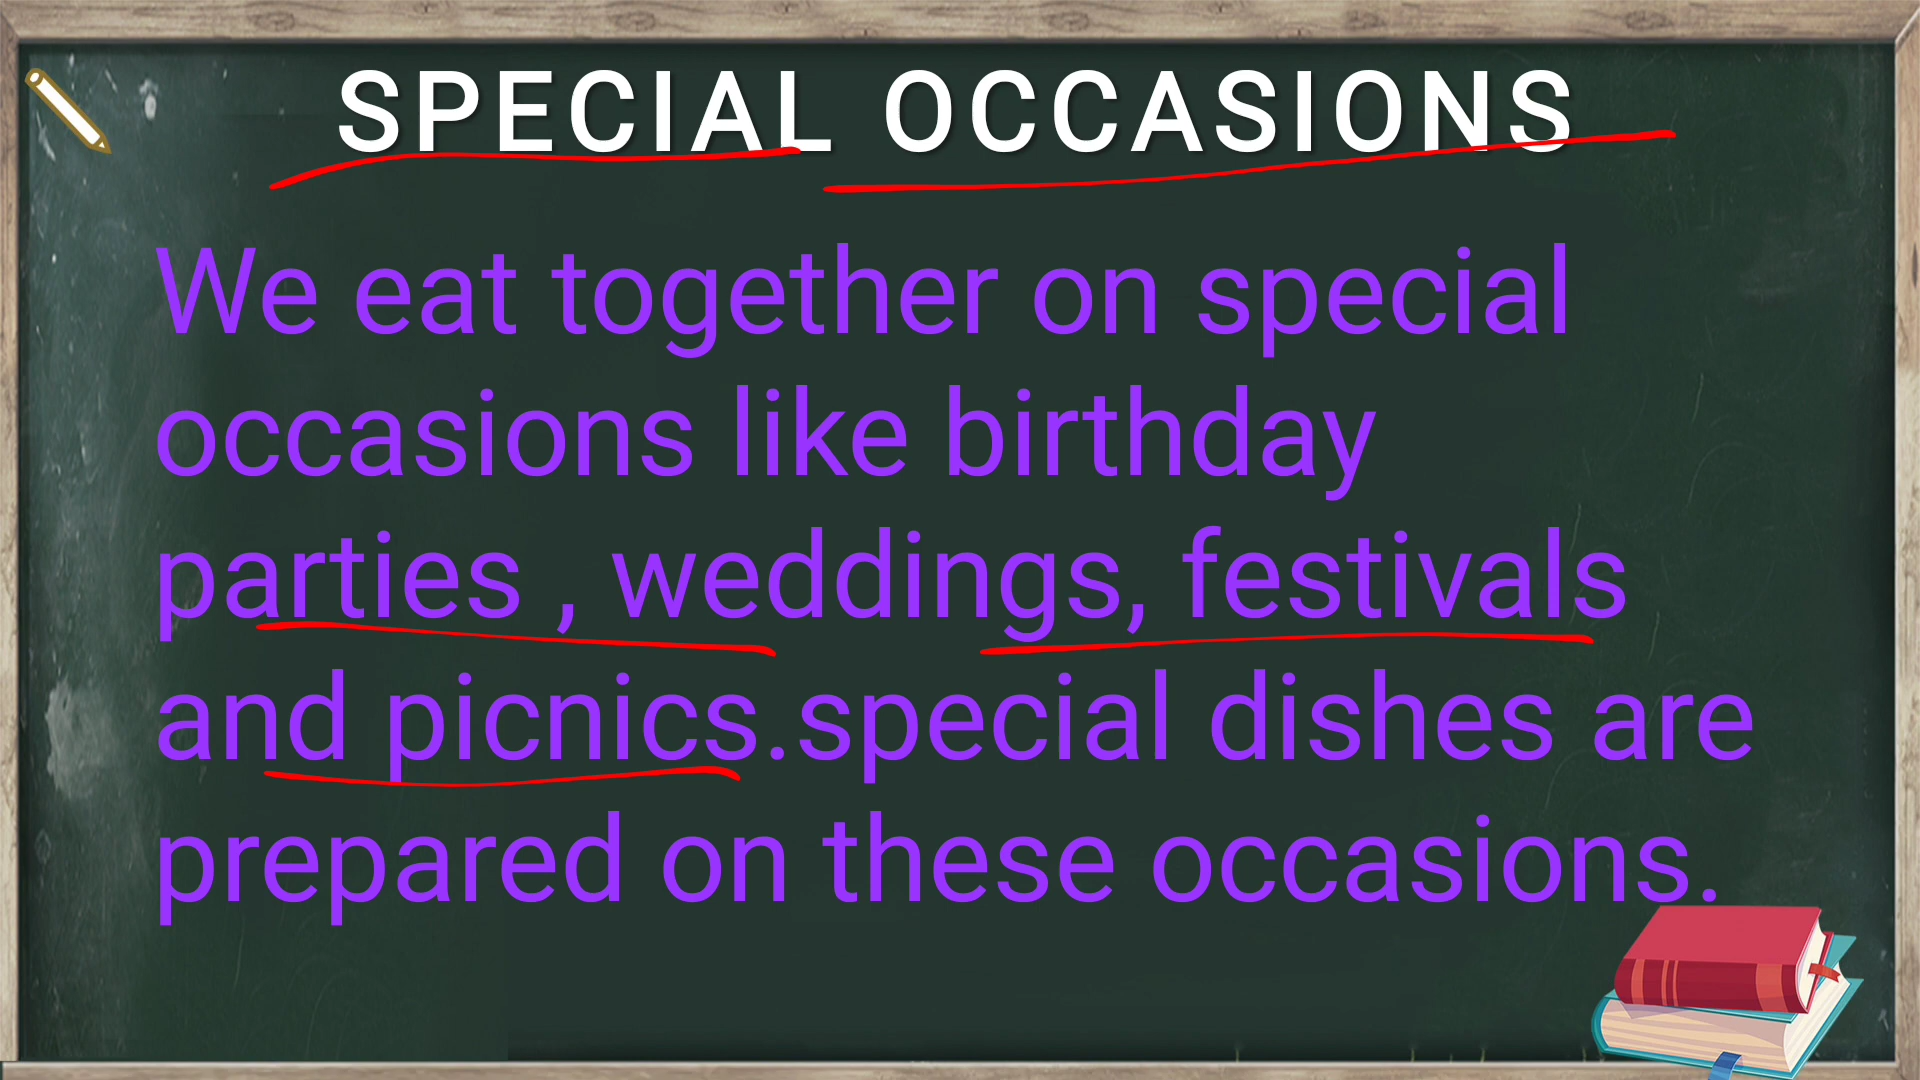 SPECIAL OCCASIONS
We eat together on special
occasions like birthday
parties , weddings, festivals
and picnics.special dishes are
prepared on these occasions.